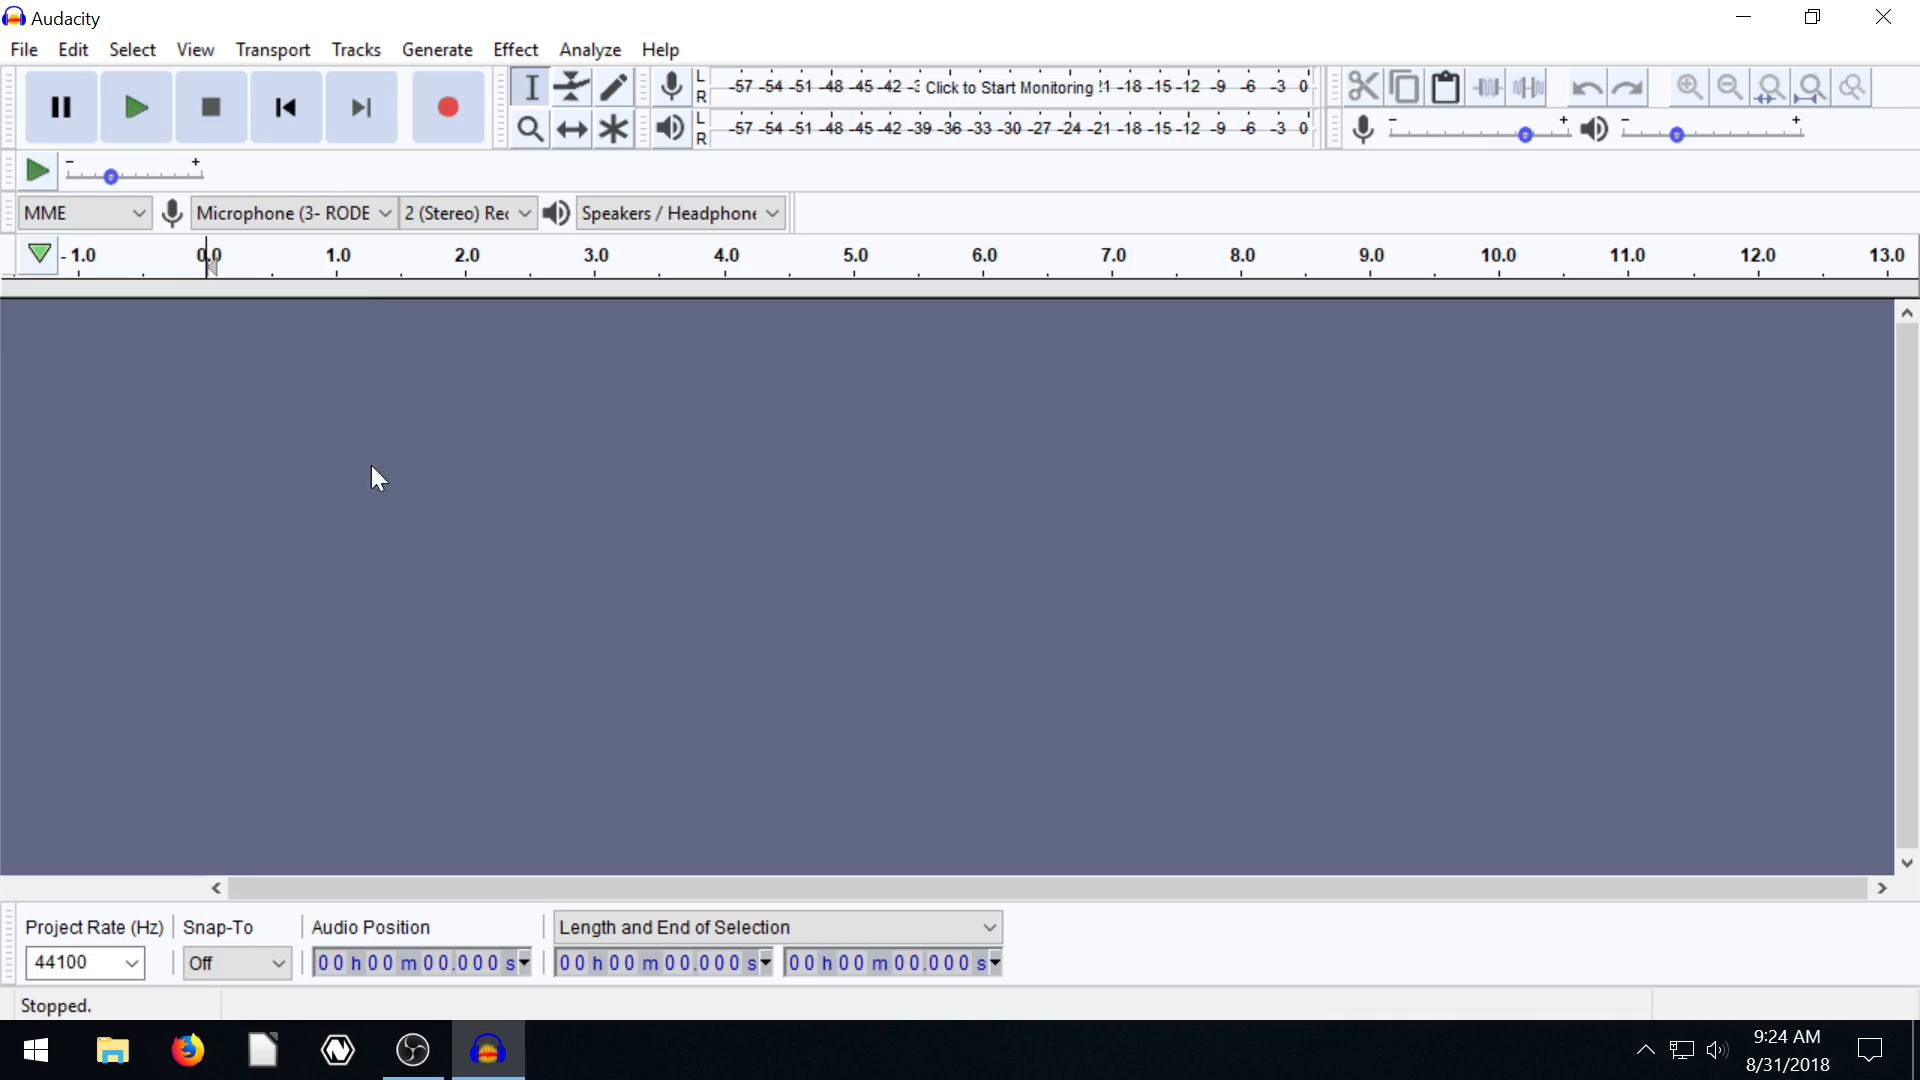 Audacity
File Edit Select View Transport Tracks Generate Effect Analyze Help
L
R
-57 -54 -51 -48 -45 -42 -3 Click to Start Monitoring !1 -18 -15 -12 -9 -6 -3 0
L
R
-57 -54 -51 -48 -45 -42 -39 -36 -33 -30 -27 -24 -21 -18 -15 -12 -9 -6 -3 0
- + - +
- +
MME Microphone (3- RODE 2 (Stereo) Rec Speakers / Headphone
-1.0 0.0 1.0 2.0 3.0 4.0 5.0 6.0 7.0 8.0 9.0 10.0 11.0 12.0 13.0
Project Rate (Hz) Snap-To Audio Position Length and End of Selection
44100 Off 00 h 00 m 00.000 s 00 h 00 m 00.000 s 00 h 00 m 00.000 s
Stopped.
9:24 AM
8/31/2018